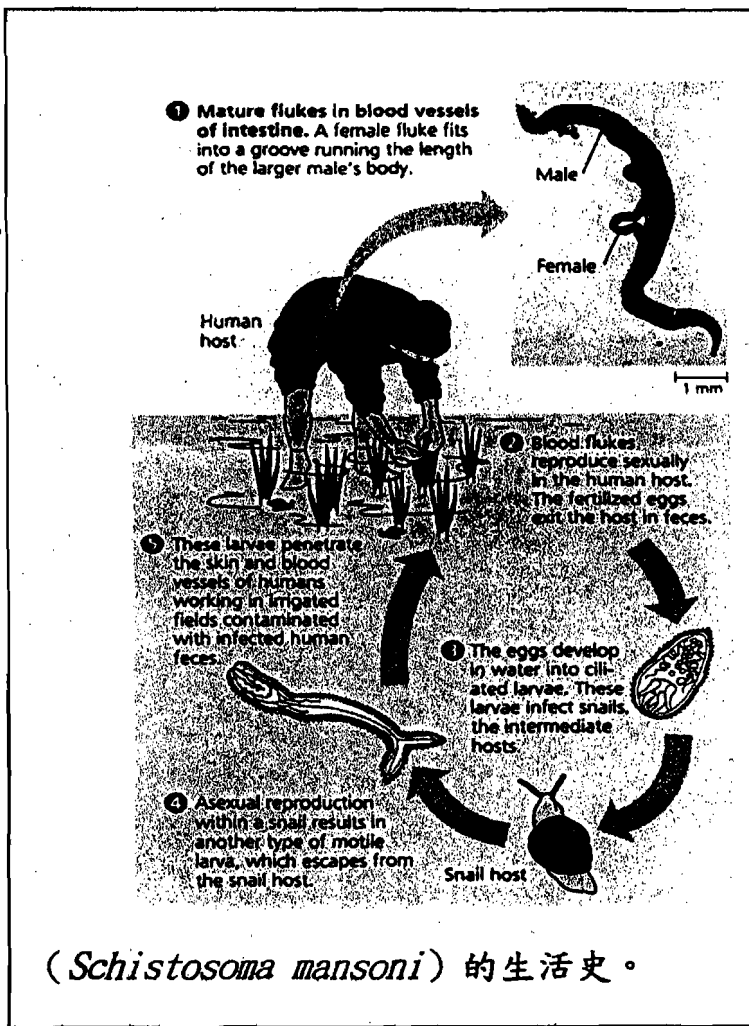 ① Mature flukes in blood vessels
of intestine. A female fluke fits
into a groove running the length
of the larger male's body.
Male
Female
1 mm
Human
host
② Blood flukes
reproduce sexually
in the human host.
The fertilized eggs
exit the host in feces.
③ The eggs develop
in water into cili-
ated larvae. These
larvae infect snails,
the intermediate
hosts.
Snail host
④ Asexual reproduction
within a snail results in
another type of motile
larva, which escapes from
the snail host.
⑤ These larvae penetrate
the skin and blood
vessels of humans
working in irrigated
fields contaminated
with infected human
feces.
(Schistosoma mansoni) 的生活史。